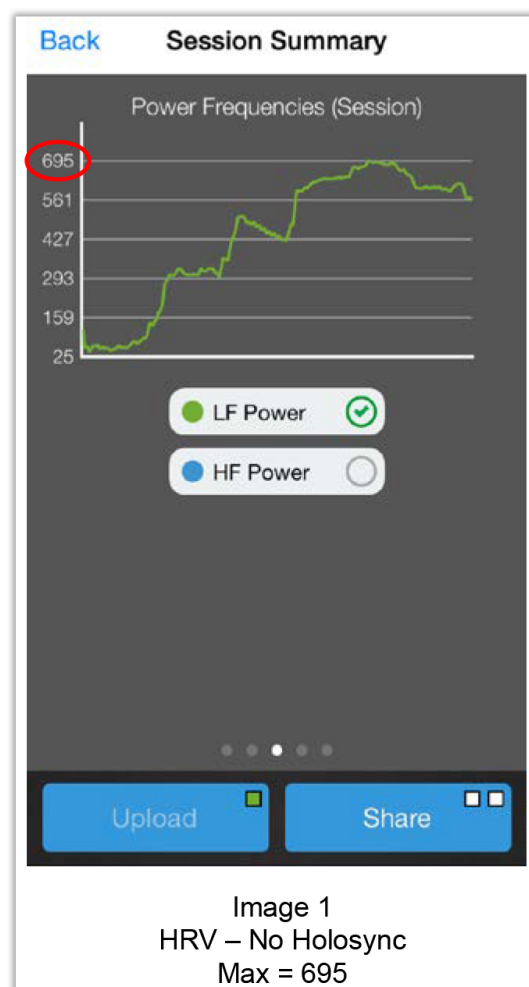 Back Session Summary
Power Frequencies (Session)
695
561
427
293
159
25
LF Power
HF Power
Upload Share
Image 1
HRV – No Holosync
Max = 695